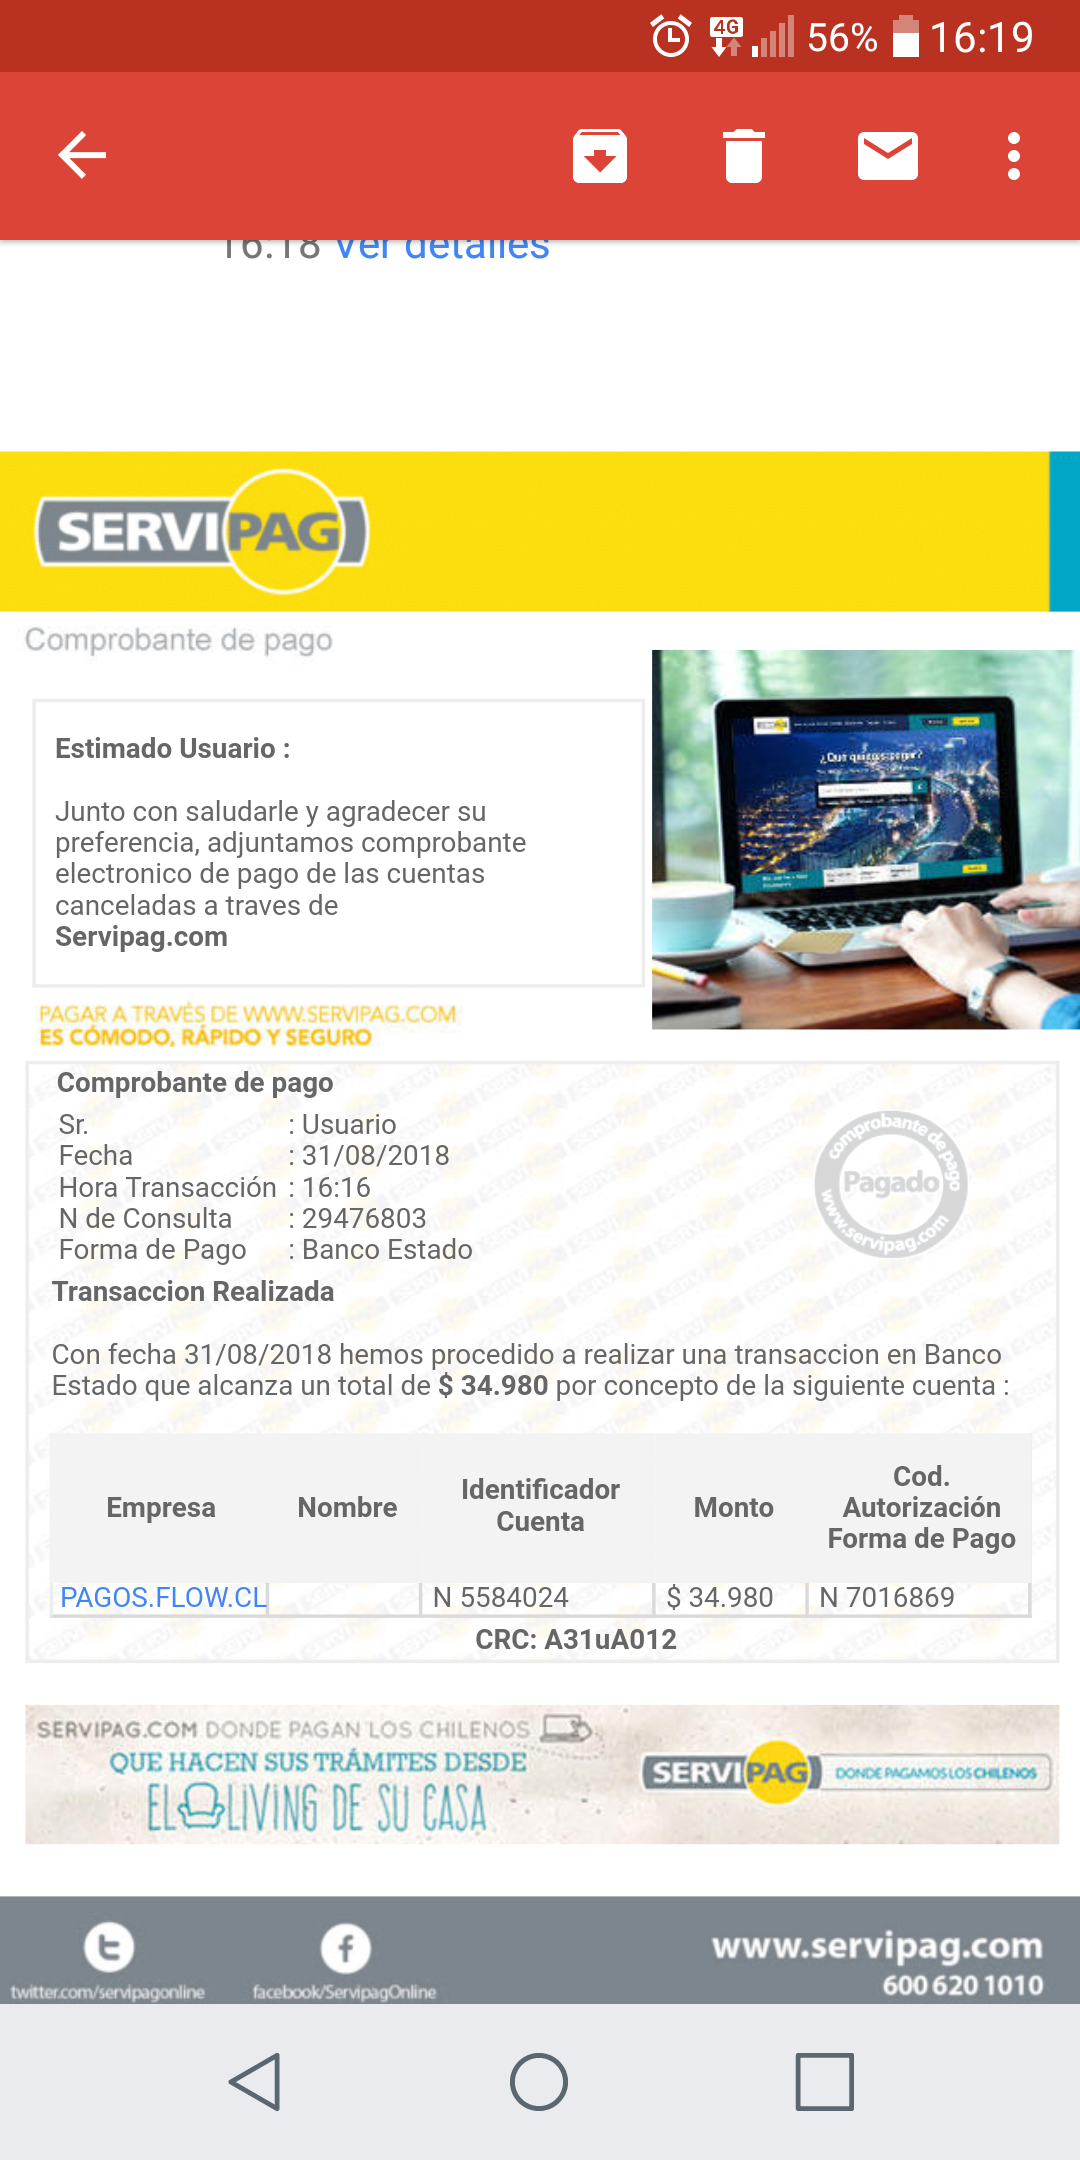 4G 56% 16:19
16:18 Ver detalles
SERVIPAG
Comprobante de pago
Estimado Usuario :
Junto con saludarle y agradecer su
preferencia, adjuntamos comprobante
electronico de pago de las cuentas
canceladas a traves de
Servipag.com
¿Que quieres pagar?
PAGAR A TRAVÉS DE WWW.SERVIPAG.COM
ES CÓMODO, RÁPIDO Y SEGURO
Comprobante de pago
Sr. : Usuario
Fecha : 31/08/2018
Hora Transacción : 16:16
N de Consulta : 29476803
Forma de Pago : Banco Estado
comprobante de pago
Pagado
www.servipag.com
Transaccion Realizada
Con fecha 31/08/2018 hemos procedido a realizar una transaccion en Banco
Estado que alcanza un total de $ 34.980 por concepto de la siguiente cuenta :
Empresa Nombre Identificador Cuenta Monto Cod. Autorización Forma de Pago
PAGOS.FLOW.CL N 5584024 $ 34.980 N 7016869
CRC: A31uA012
SERVIPAG.COM DONDE PAGAN LOS CHILENOS
QUE HACEN SUS TRÁMITES DESDE
EL LIVING DE SU CASA
SERVIPAG DONDE PAGAMOS LOS CHILENOS
twitter.com/servipagonline
facebook/ServipagOnline
www.servipag.com
600 620 1010